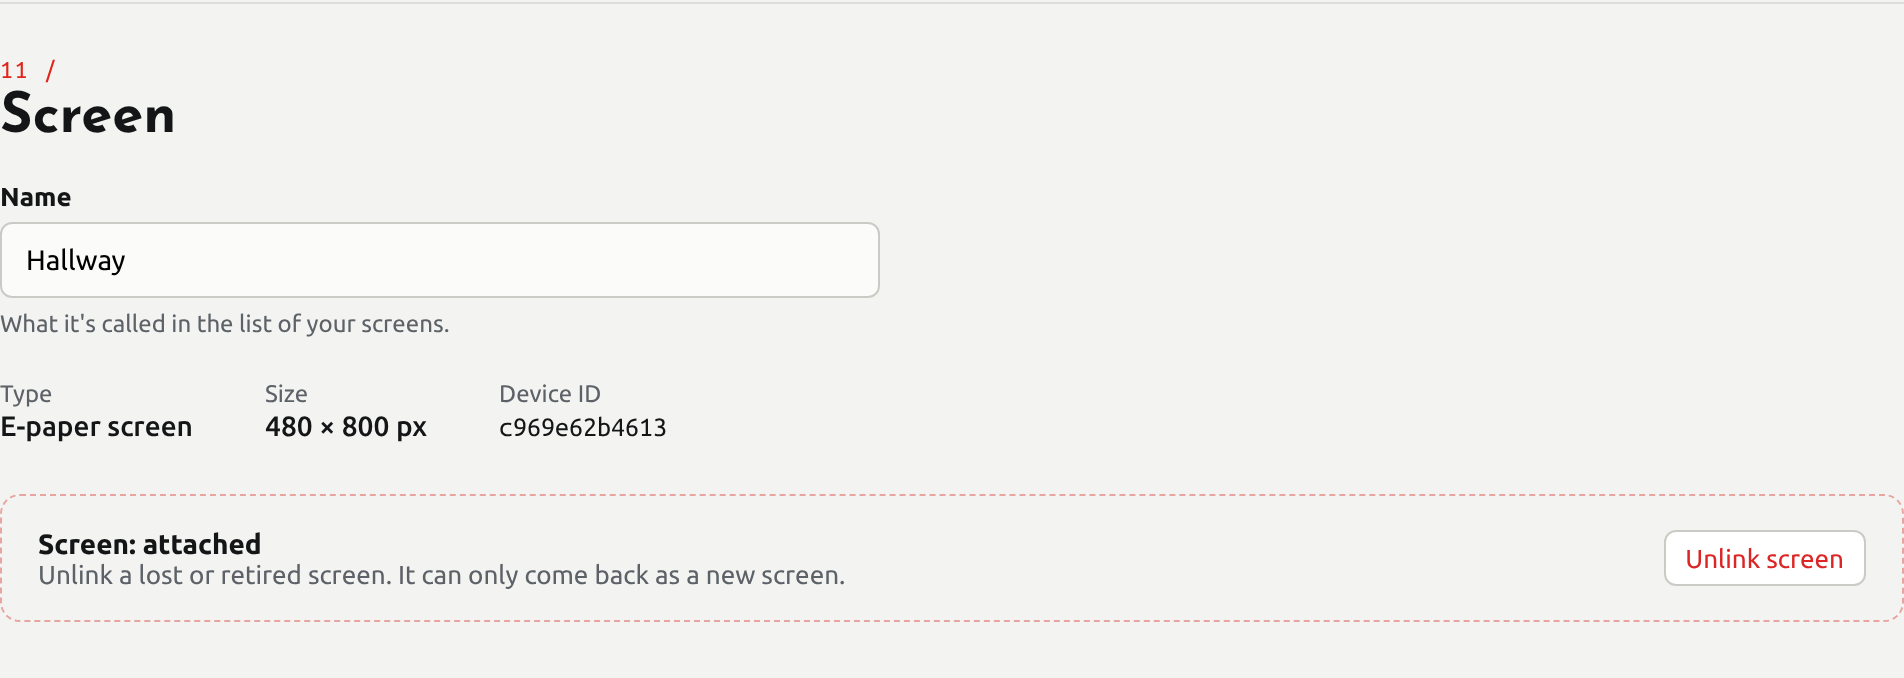 11 /
Screen
Name
Hallway
What it's called in the list of your screens.
Type Size Device ID
E-paper screen 480 × 800 px c969e62b4613
Screen: attached
Unlink a lost or retired screen. It can only come back as a new screen.
Unlink screen